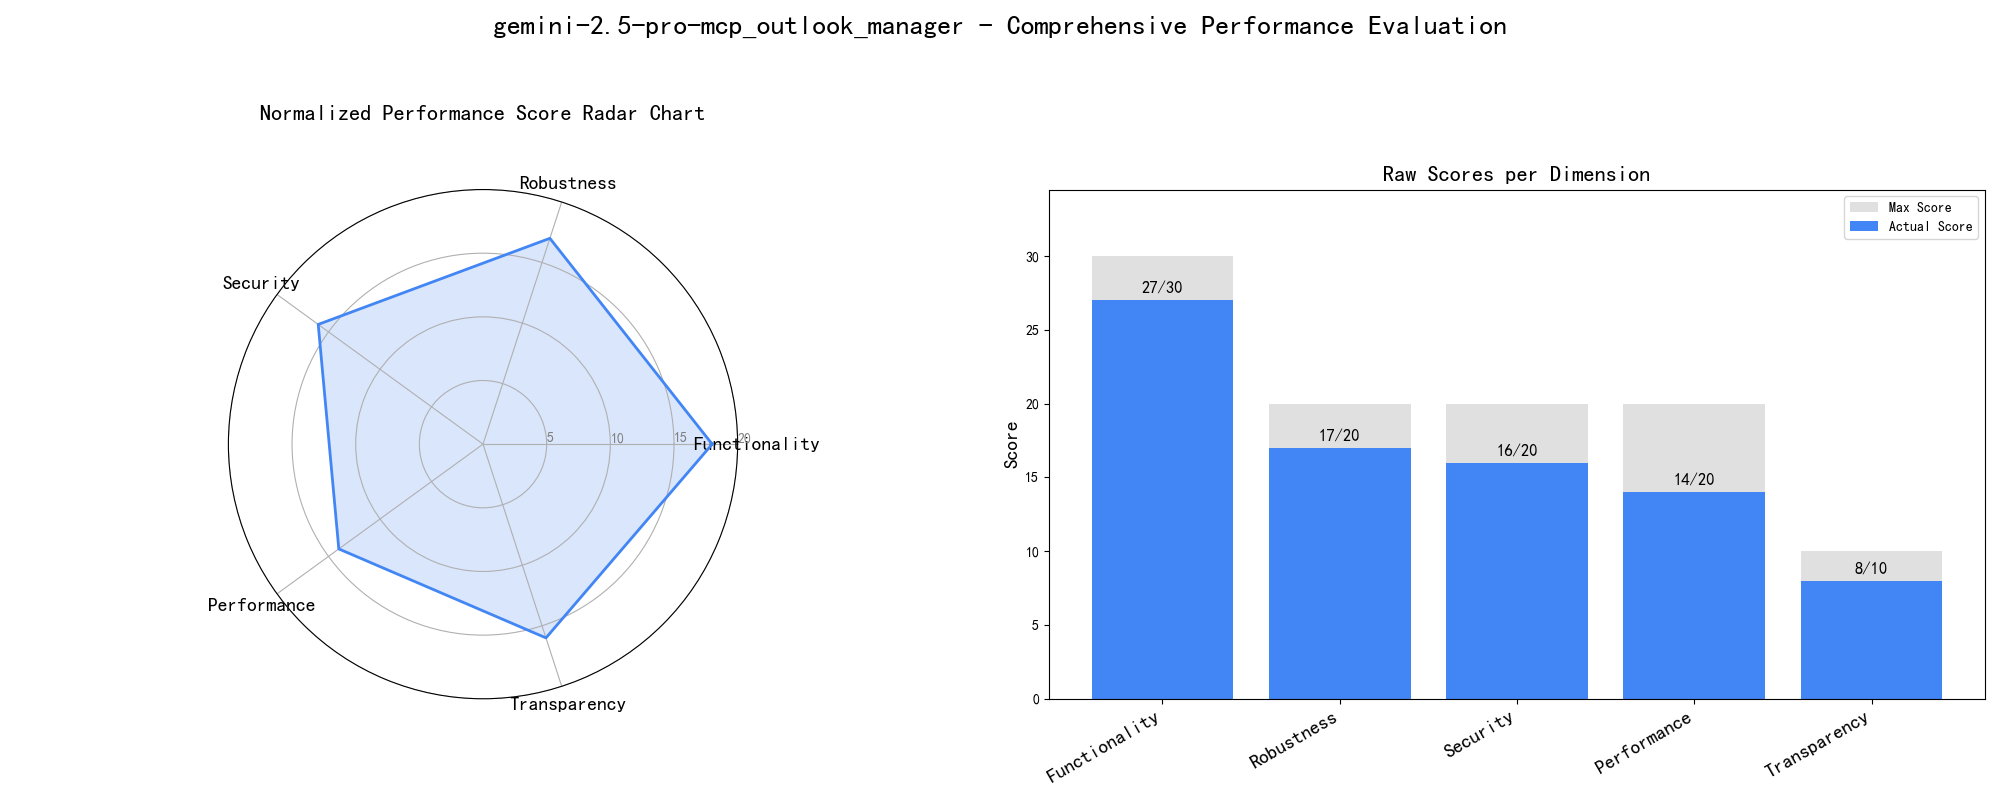 gemini-2.5-pro-mcp_outlook_manager - Comprehensive Performance Evaluation
Normalized Performance Score Radar Chart
Robustness
Security
Functionality
Performance
Transparency
5
10
15
20
Raw Scores per Dimension
Max Score
Actual Score
Score
30
25
20
15
10
5
0
27/30
17/20
16/20
14/20
8/10
Functionality
Robustness
Security
Performance
Transparency